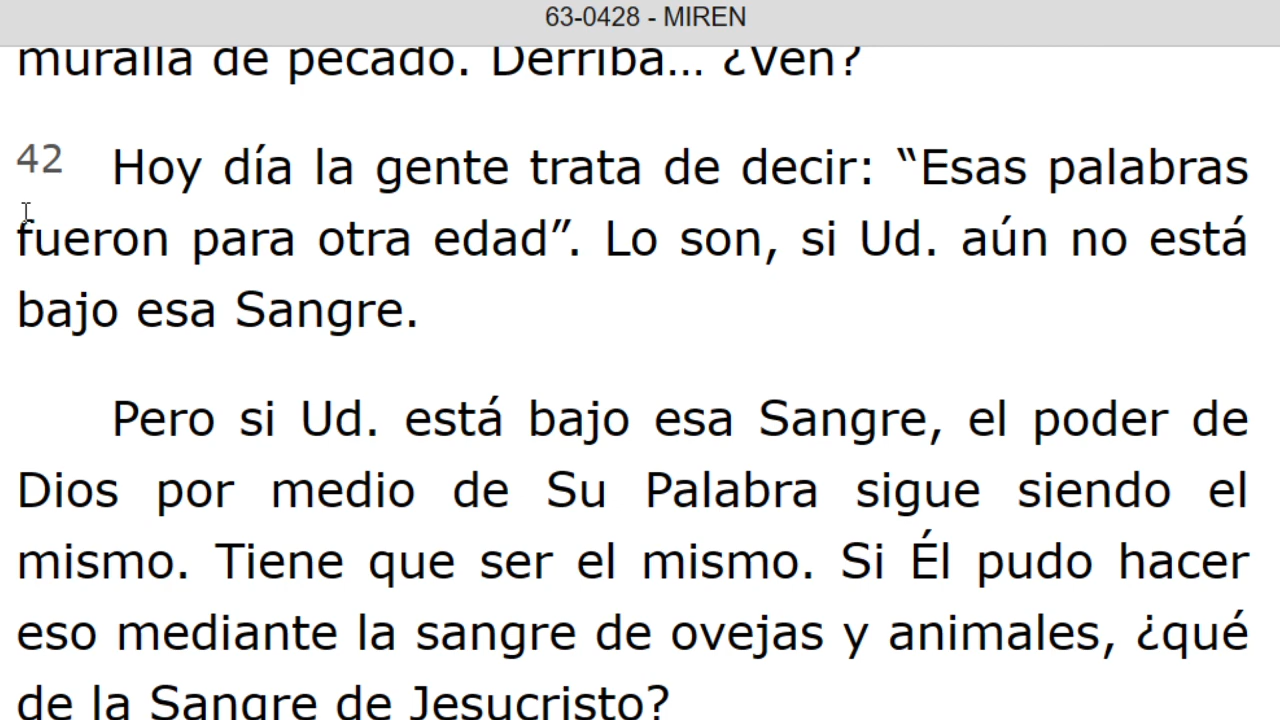 63-0428 - MIREN
muralla de pecado. Derriba… ¿Ven?
42 Hoy día la gente trata de decir: “Esas palabras
fueron para otra edad”. Lo son, si Ud. aún no está
bajo esa Sangre.
Pero si Ud. está bajo esa Sangre, el poder de
Dios por medio de Su Palabra sigue siendo el
mismo. Tiene que ser el mismo. Si Él pudo hacer
eso mediante la sangre de ovejas y animales, ¿qué
de la Sangre de Jesucristo?